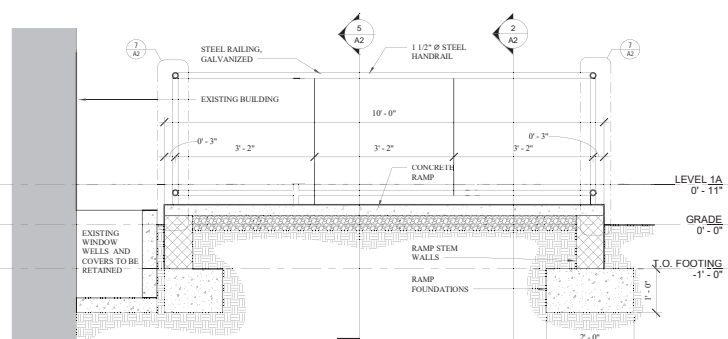 5
A2
2
A2
7
A2
7
A2
STEEL RAILING,
GALVANIZED
1 1/2" Ø STEEL
HANDRAIL
EXISTING BUILDING
10' - 0"
0' - 3"
0' - 3"
3' - 2"
3' - 2"
3' - 2"
CONCRETE
RAMP
LEVEL 1A
0' - 11"
GRADE
0' - 0"
EXISTING
WINDOW
WELLS AND
COVERS TO BE
RETAINED
RAMP STEM
WALLS
T.O. FOOTING
-1' - 0"
RAMP
FOUNDATIONS
1' - 0"
2' - 0"